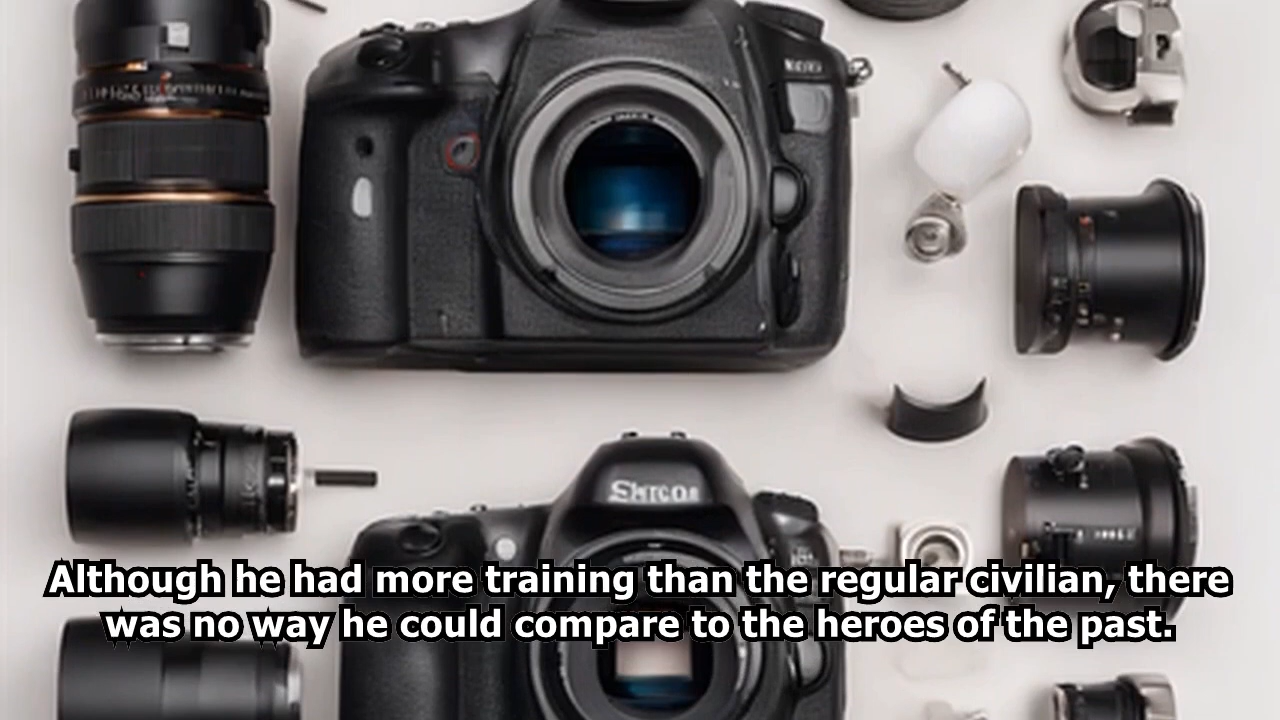 Although he had more training than the regular civilian, there
was no way he could compare to the heroes of the past.